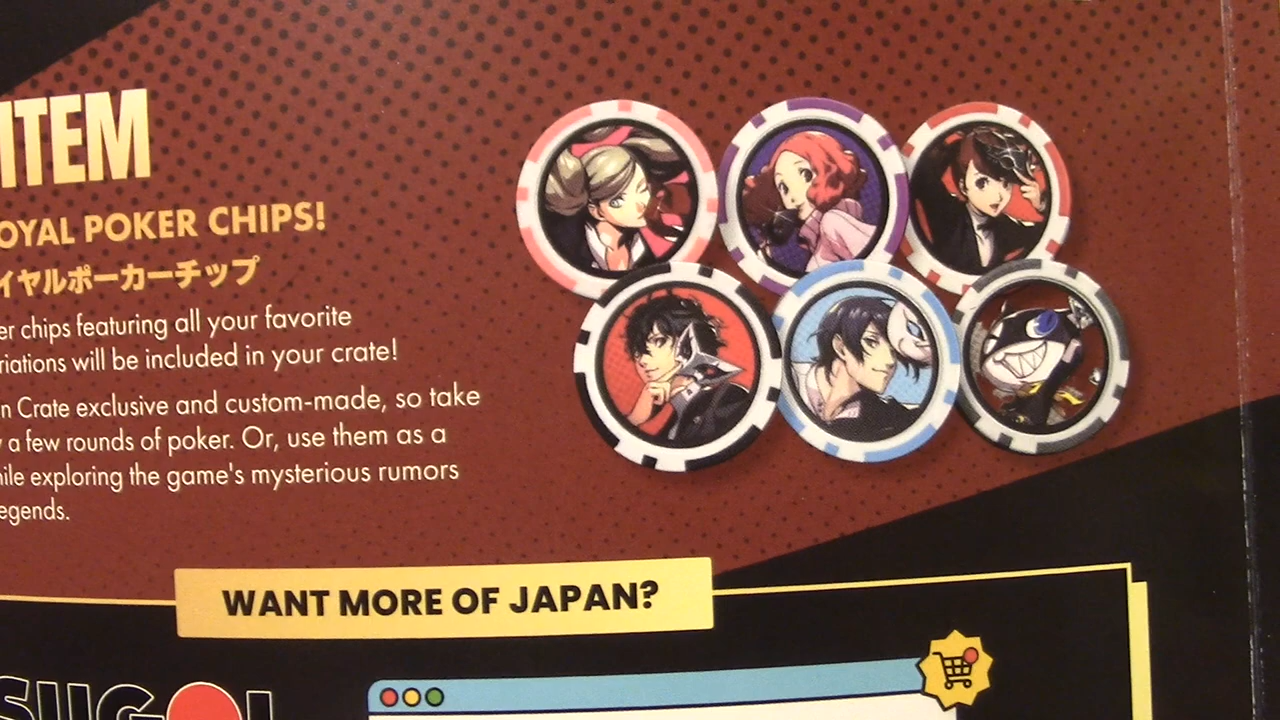 ITEM
OYAL POKER CHIPS!
イヤルポーカーチップ
er chips featuring all your favorite
riations will be included in your crate!
n Crate exclusive and custom-made, so take
a few rounds of poker. Or, use them as a
ile exploring the game's mysterious rumors
egends.
WANT MORE OF JAPAN?
SUGOI